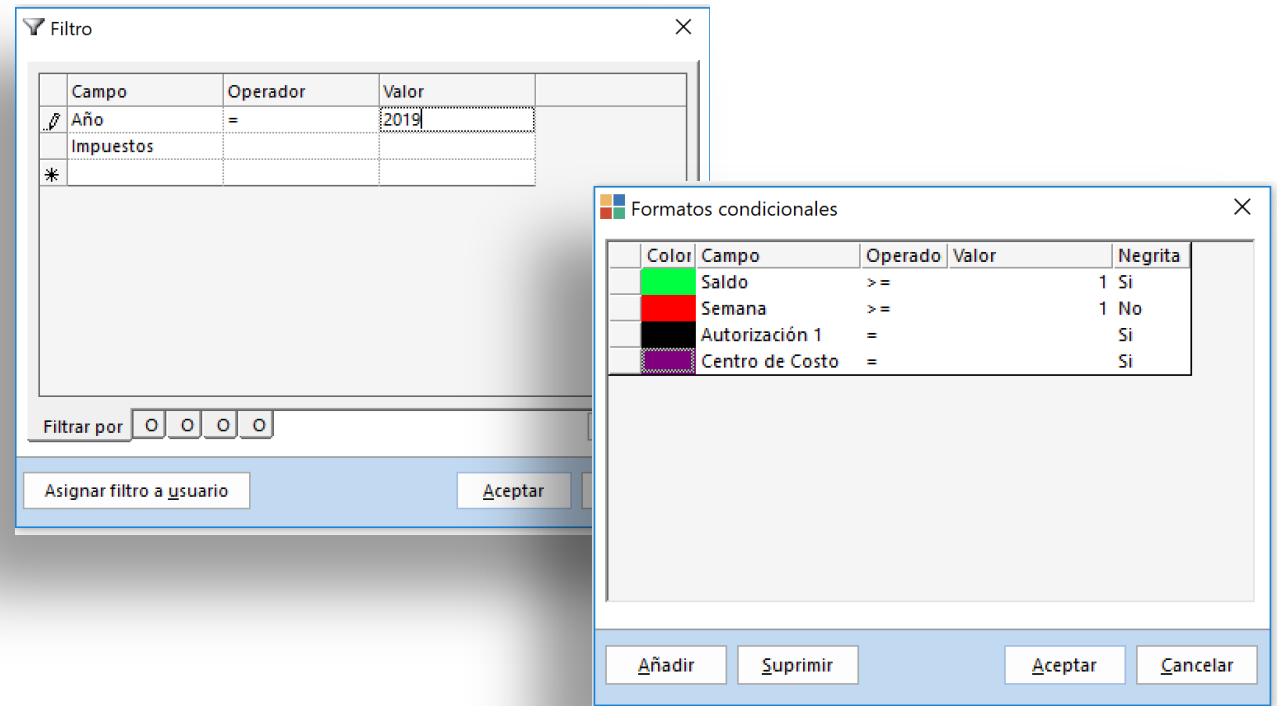 Filtro
Campo Operador Valor
Año = 2019
Impuestos
Filtrar por O O O O
Asignar filtro a usuario Aceptar
Formatos condicionales
Color Campo Operado Valor Negrita
Saldo >= 1 Si
Semana >= 1 No
Autorización 1 = Si
Centro de Costo = Si
Añadir Suprimir Aceptar Cancelar